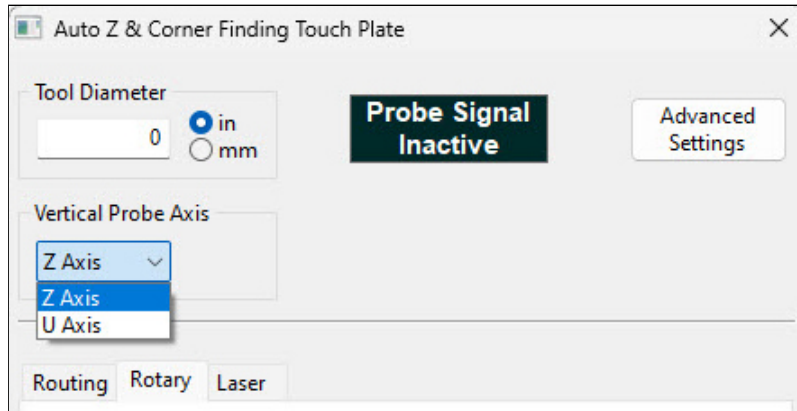 Auto Z & Corner Finding Touch Plate
Tool Diameter
0
in
mm
Probe Signal
Inactive
Advanced
Settings
Vertical Probe Axis
Z Axis
Z Axis
U Axis
Routing Rotary Laser